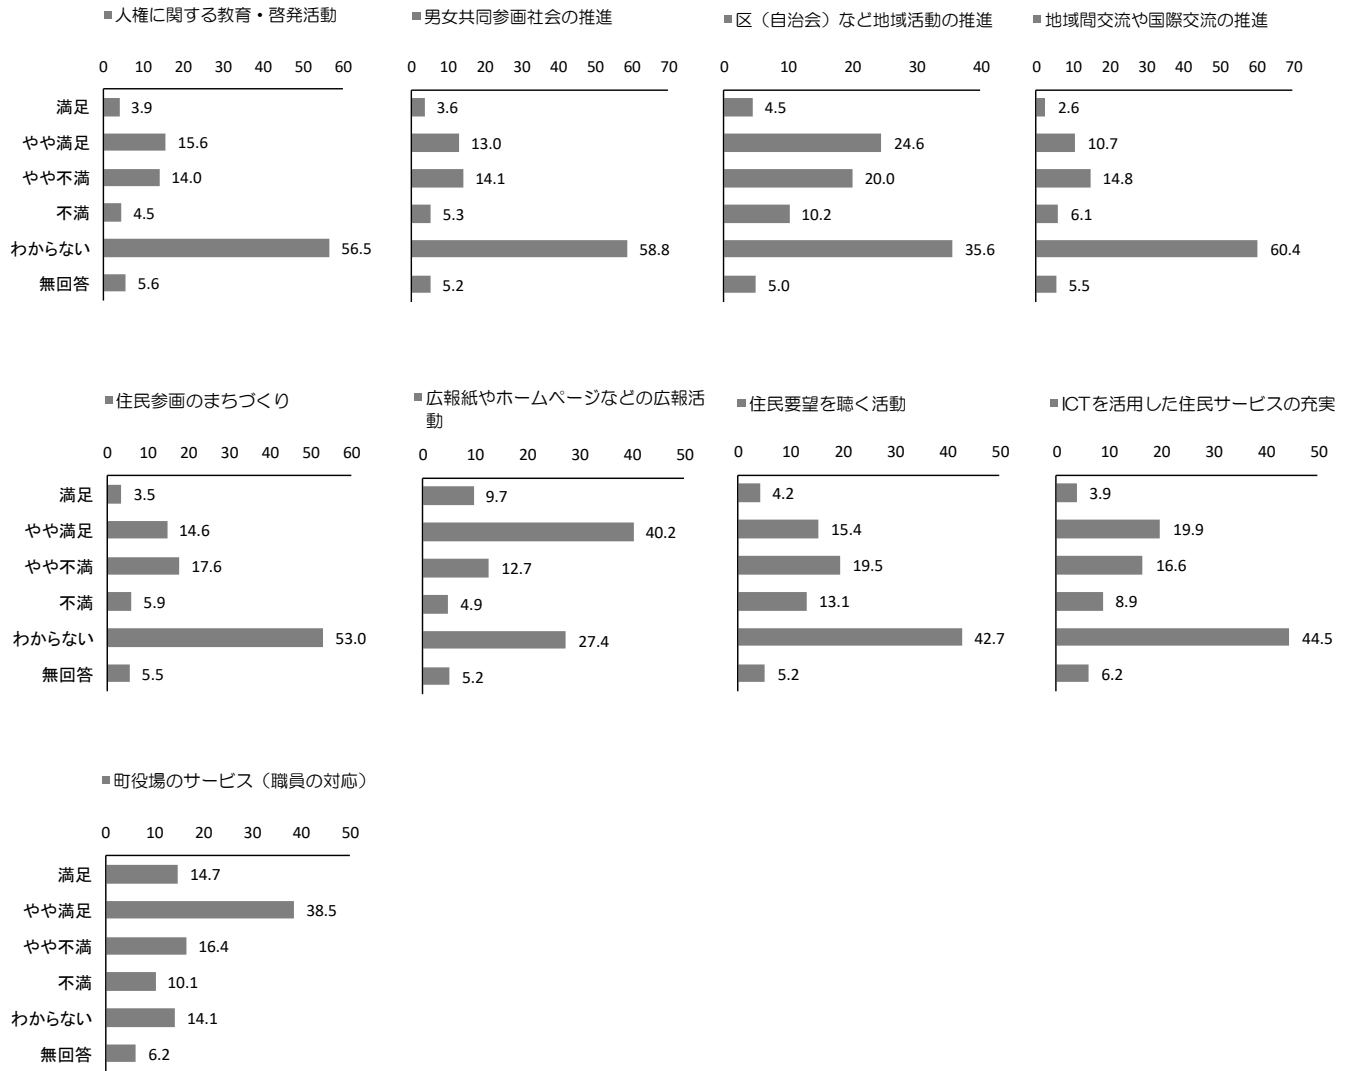 ■人権に関する教育・啓発活動
0 10 20 30 40 50 60
満足 3.9
やや満足 15.6
やや不満 14.0
不満 4.5
わからない 56.5
無回答 5.6
■男女共同参画社会の推進
0 10 20 30 40 50 60 70
3.6
13.0
14.1
5.3
58.8
5.2
■区（自治会）など地域活動の推進
0 10 20 30 40
4.5
24.6
20.0
10.2
35.6
5.0
■地域間交流や国際交流の推進
0 10 20 30 40 50 60 70
2.6
10.7
14.8
6.1
60.4
5.5
■住民参画のまちづくり
0 10 20 30 40 50 60
満足 3.5
やや満足 14.6
やや不満 17.6
不満 5.9
わからない 53.0
無回答 5.5
■広報紙やホームページなどの広報活
動
0 10 20 30 40 50
9.7
40.2
12.7
4.9
27.4
5.2
■住民要望を聴く活動
0 10 20 30 40 50
4.2
15.4
19.5
13.1
42.7
5.2
■ICTを活用した住民サービスの充実
0 10 20 30 40 50
3.9
19.9
16.6
8.9
44.5
6.2
■町役場のサービス（職員の対応）
0 10 20 30 40 50
満足 14.7
やや満足 38.5
やや不満 16.4
不満 10.1
わからない 14.1
無回答 6.2